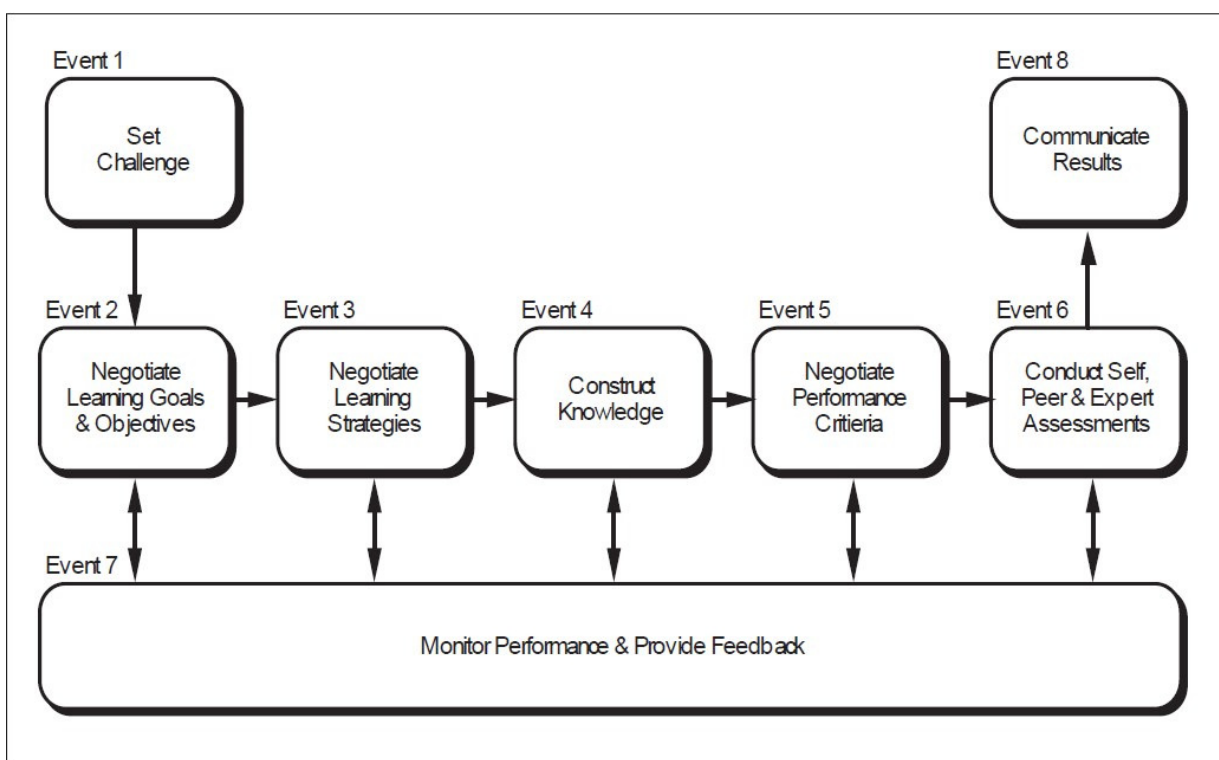 Event 1
Set
Challenge
Event 8
Communicate
Results
Event 2
Negotiate
Learning Goals
& Objectives
Event 3
Negotiate
Learning
Strategies
Event 4
Construct
Knowledge
Event 5
Negotiate
Performance
Critieria
Event 6
Conduct Self,
Peer & Expert
Assessments
Event 7
Monitor Performance & Provide Feedback